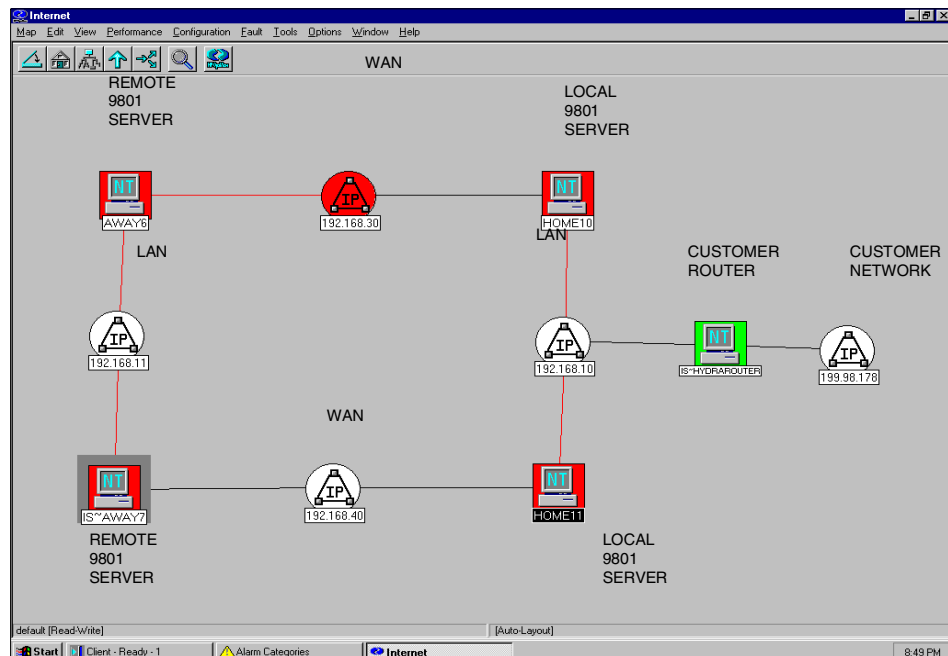 Internet
Map Edit View Performance Configuration Fault Tools Options Window Help
WAN
REMOTE
9801
SERVER
LOCAL
9801
SERVER
NT
AWAY6
IP
192.168.30
NT
HOME10
LAN
LAN
CUSTOMER
ROUTER
CUSTOMER
NETWORK
IP
192.168.11
IP
192.168.10
NT
IS~HYDRAROUTER
IP
199.98.178
WAN
NT
IS~AWAY7
IP
192.168.40
NT
HOME11
REMOTE
9801
SERVER
LOCAL
9801
SERVER
default [Read-Write]
[Auto-Layout]
Start
Client - Ready - 1
Alarm Categories
Internet
8:49 PM